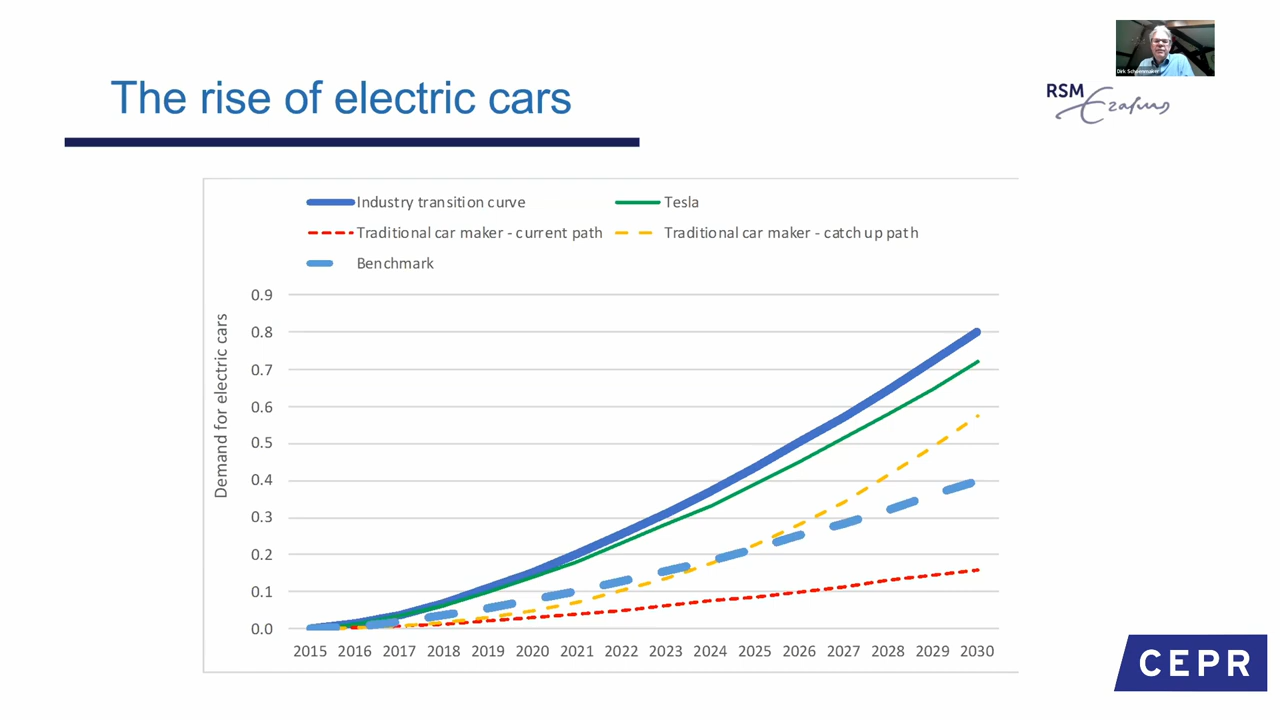 Dirk Schoenmaker
The rise of electric cars
RSM
Erasmus
Industry transition curve
Tesla
Traditional car maker - current path
Traditional car maker - catch up path
Benchmark
Demand for electric cars
0.9
0.8
0.7
0.6
0.5
0.4
0.3
0.2
0.1
0.0
2015 2016 2017 2018 2019 2020 2021 2022 2023 2024 2025 2026 2027 2028 2029 2030
CEPR